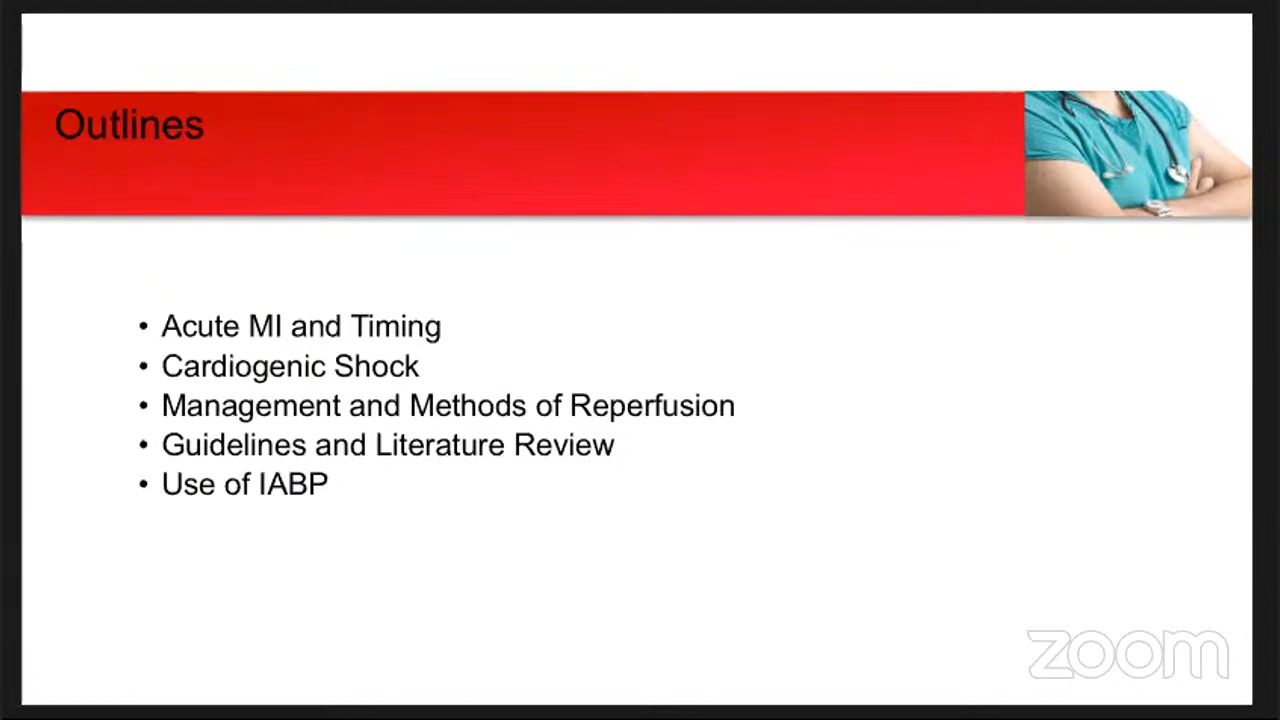 Outlines
• Acute MI and Timing
• Cardiogenic Shock
• Management and Methods of Reperfusion
• Guidelines and Literature Review
• Use of IABP
zoom